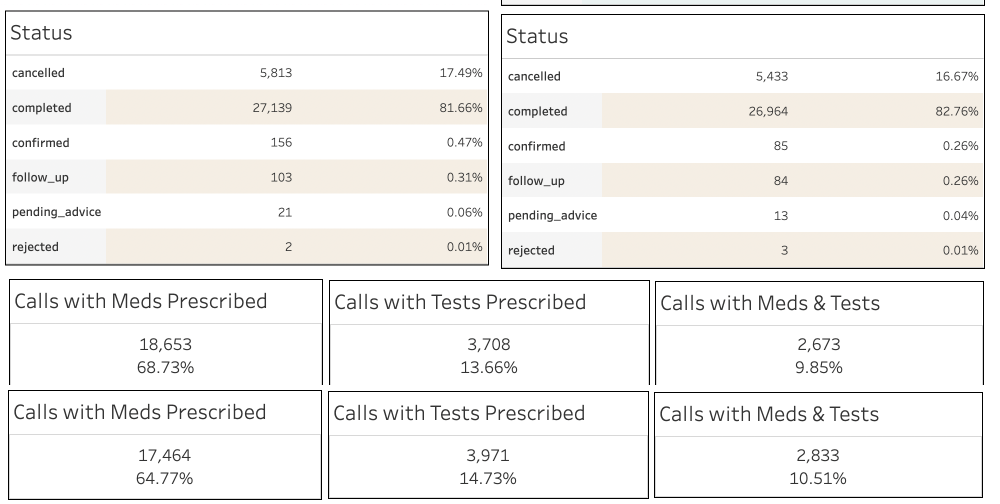 Status
cancelled 5,813 17.49%
completed 27,139 81.66%
confirmed 156 0.47%
follow_up 103 0.31%
pending_advice 21 0.06%
rejected 2 0.01%
Status
cancelled 5,433 16.67%
completed 26,964 82.76%
confirmed 85 0.26%
follow_up 84 0.26%
pending_advice 13 0.04%
rejected 3 0.01%
Calls with Meds Prescribed
18,653
68.73%
Calls with Tests Prescribed
3,708
13.66%
Calls with Meds & Tests
2,673
9.85%
Calls with Meds Prescribed
17,464
64.77%
Calls with Tests Prescribed
3,971
14.73%
Calls with Meds & Tests
2,833
10.51%